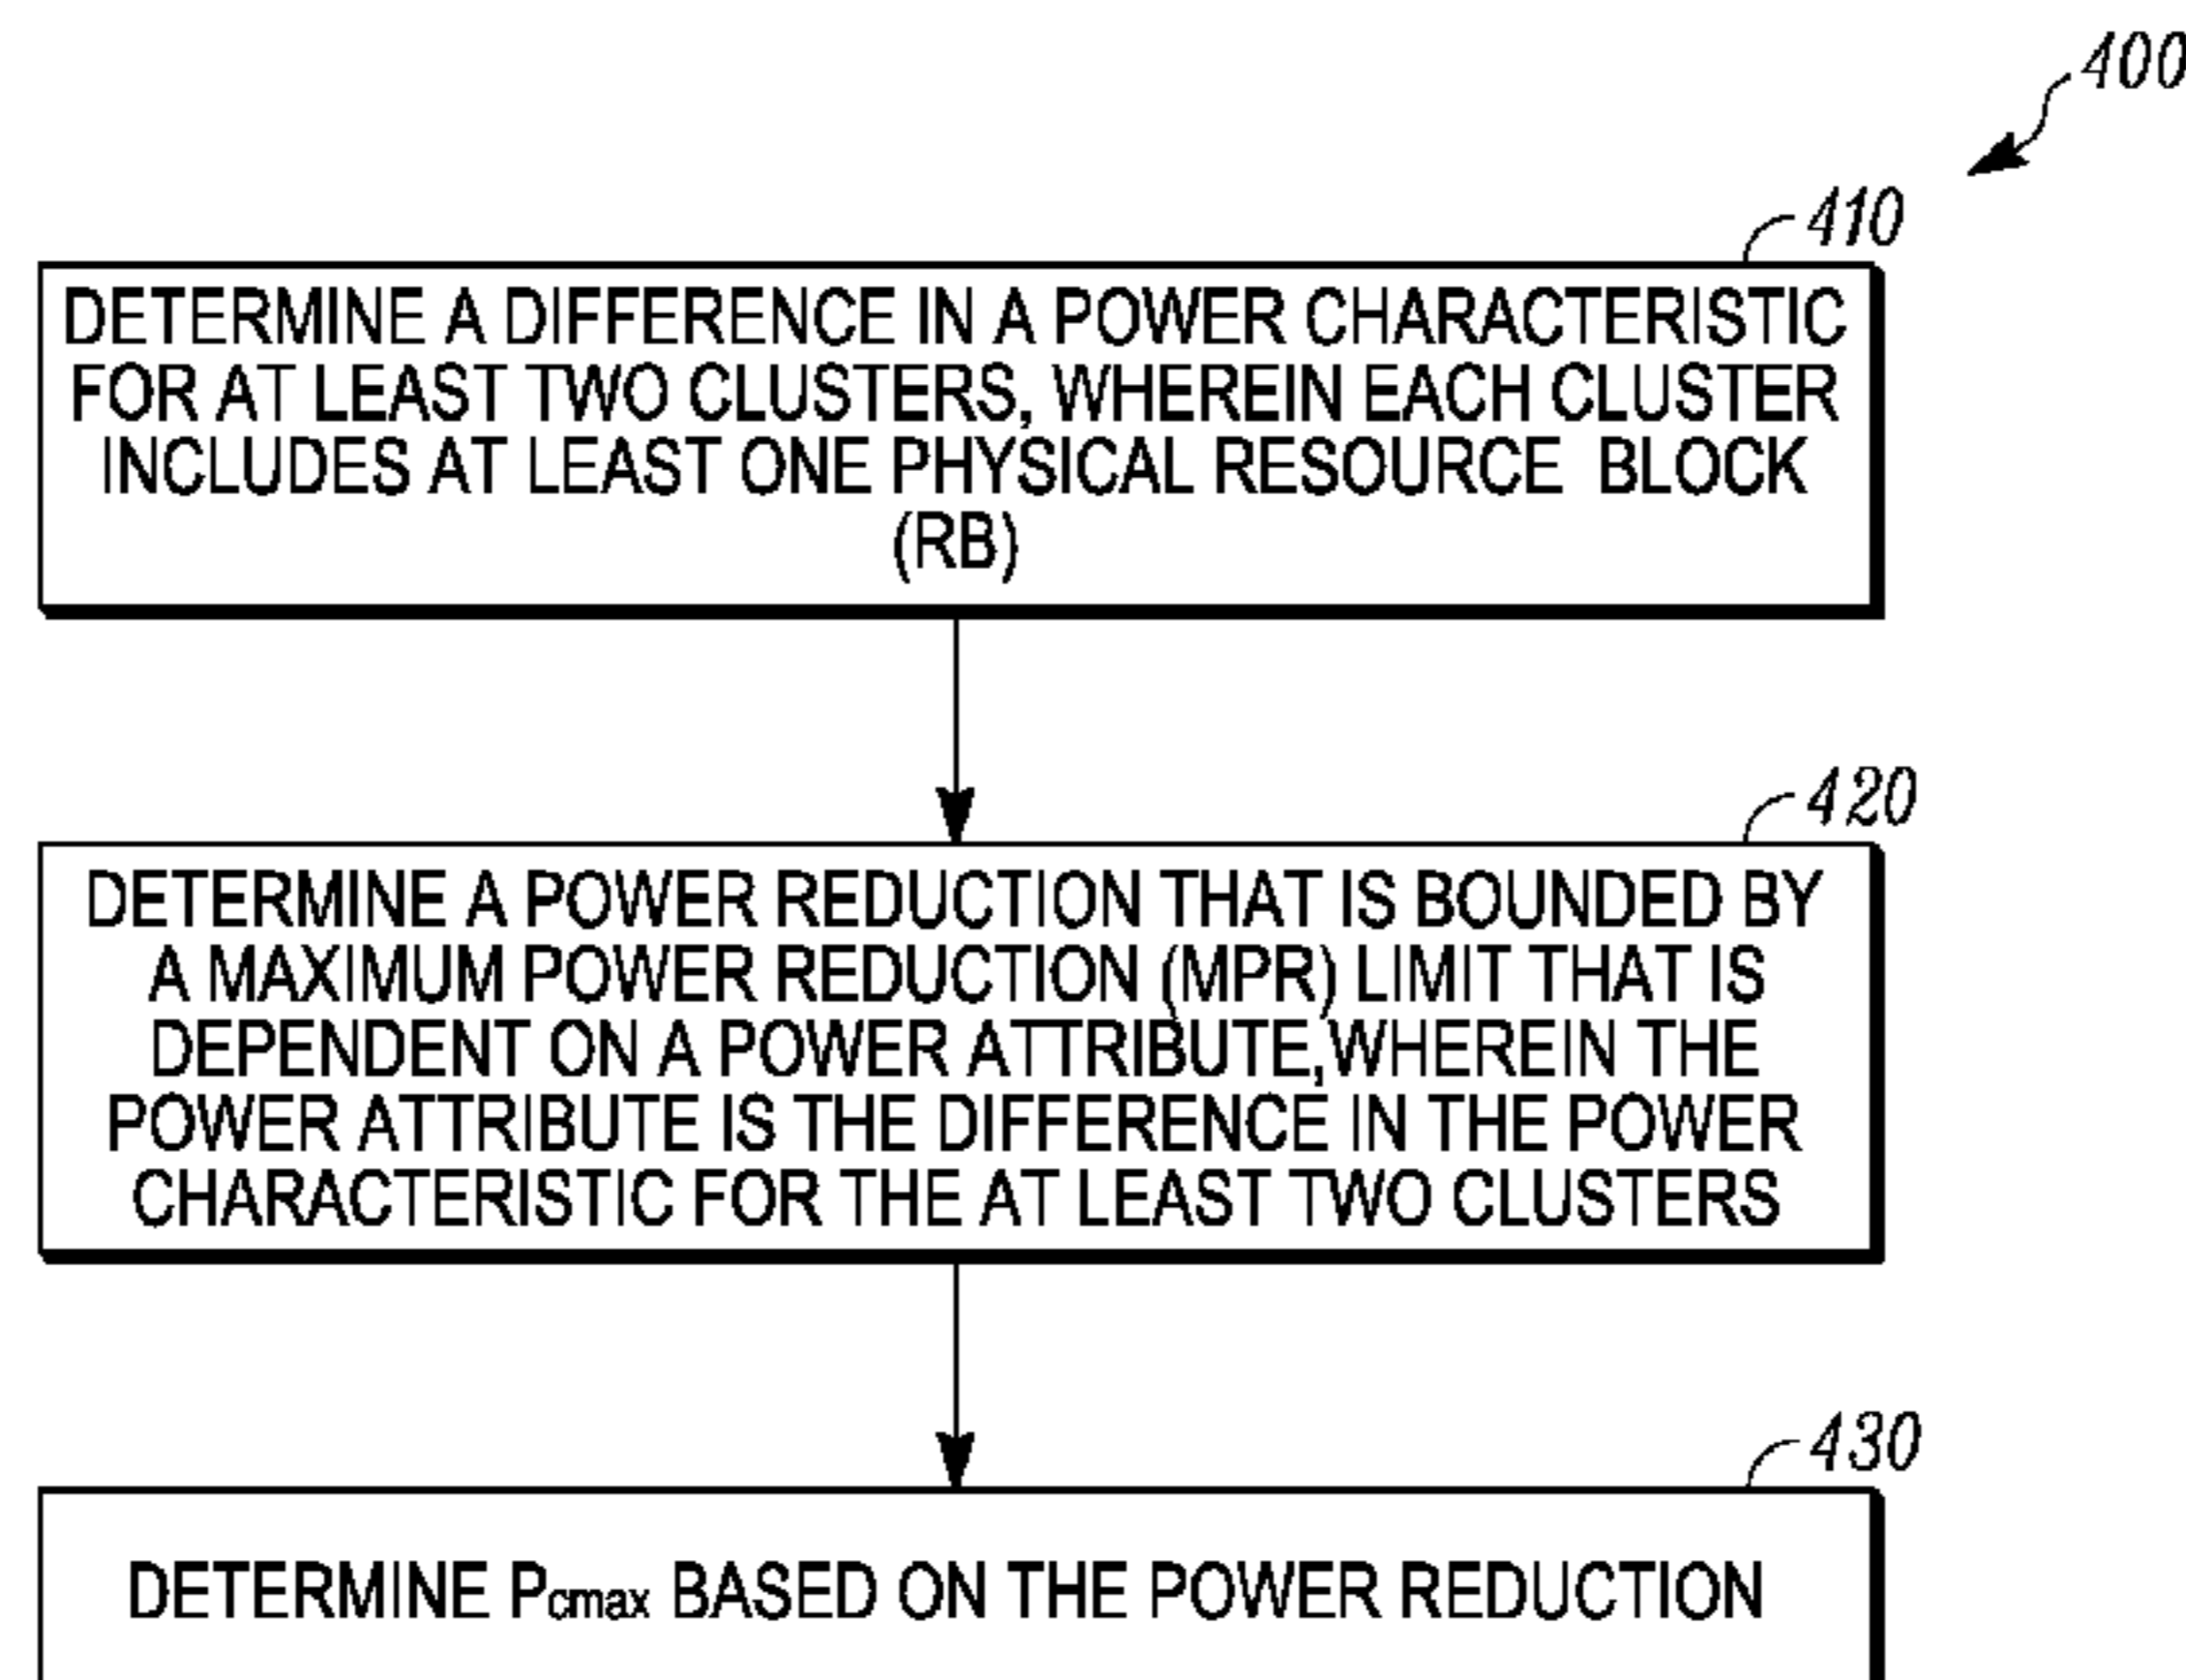 400
410
DETERMINE A DIFFERENCE IN A POWER CHARACTERISTIC
FOR AT LEAST TWO CLUSTERS, WHEREIN EACH CLUSTER
INCLUDES AT LEAST ONE PHYSICAL RESOURCE BLOCK
(RB)
420
DETERMINE A POWER REDUCTION THAT IS BOUNDED BY
A MAXIMUM POWER REDUCTION (MPR) LIMIT THAT IS
DEPENDENT ON A POWER ATTRIBUTE,WHEREIN THE
POWER ATTRIBUTE IS THE DIFFERENCE IN THE POWER
CHARACTERISTIC FOR THE AT LEAST TWO CLUSTERS
430
DETERMINE Pcmax BASED ON THE POWER REDUCTION